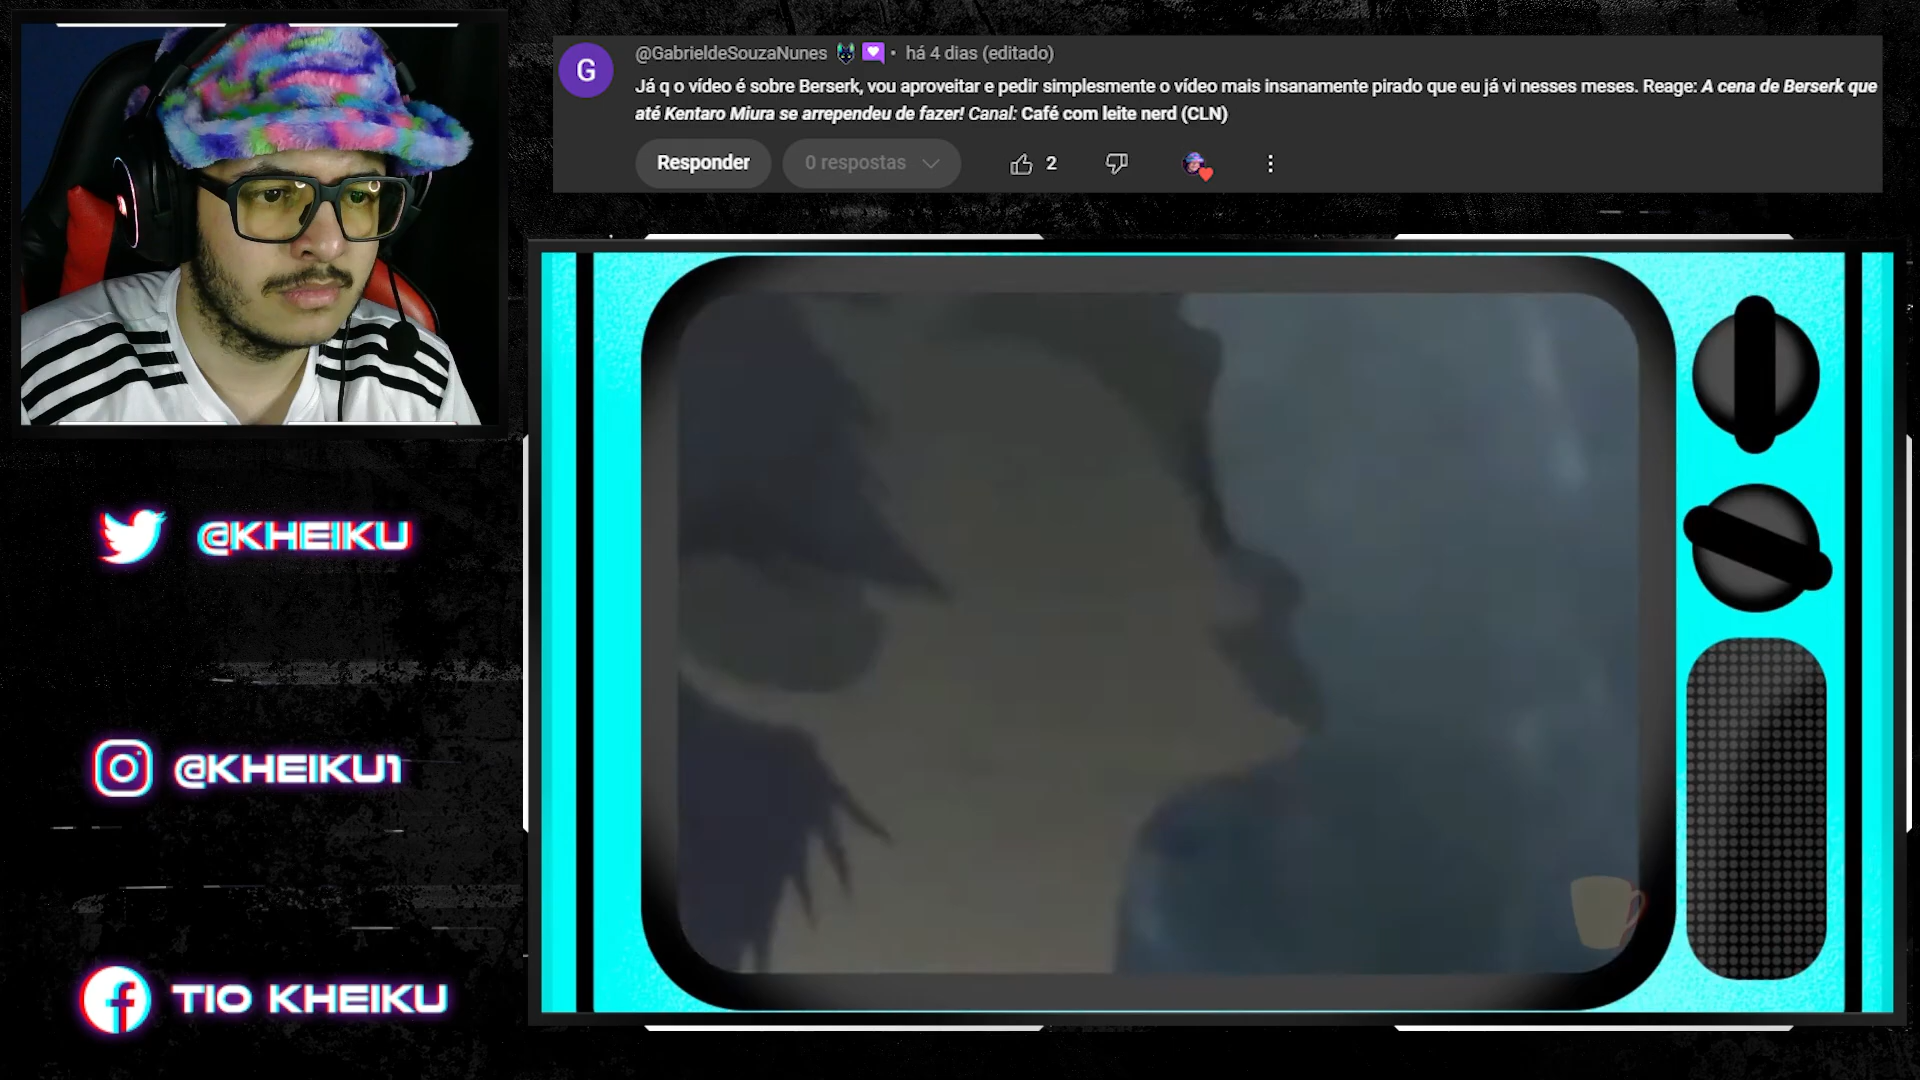 @GabrieldeSouzaNunes • há 4 dias (editado)
G
Já q o vídeo é sobre Berserk, vou aproveitar e pedir simplesmente o vídeo mais insanamente pirado que eu já vi nesses meses. Reage: A cena de Berserk que
até Kentaro Miura se arrependeu de fazer! Canal: Café com leite nerd (CLN)
Responder 0 respostas 2
@KHEIKU
@KHEIKU1
TIO KHEIKU